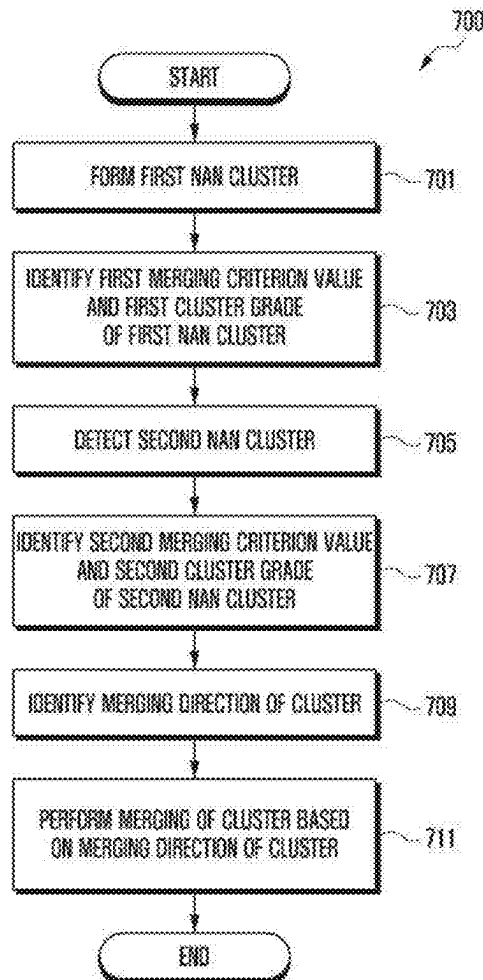 700
START
FORM FIRST NAN CLUSTER
701
IDENTIFY FIRST MERGING CRITERION VALUE
AND FIRST CLUSTER GRADE
OF FIRST NAN CLUSTER
703
DETECT SECOND NAN CLUSTER
705
IDENTIFY SECOND MERGING CRITERION VALUE
AND SECOND CLUSTER GRADE
OF SECOND NAN CLUSTER
707
IDENTIFY MERGING DIRECTION OF CLUSTER
709
PERFORM MERGING OF CLUSTER BASED
ON MERGING DIRECTION OF CLUSTER
711
END